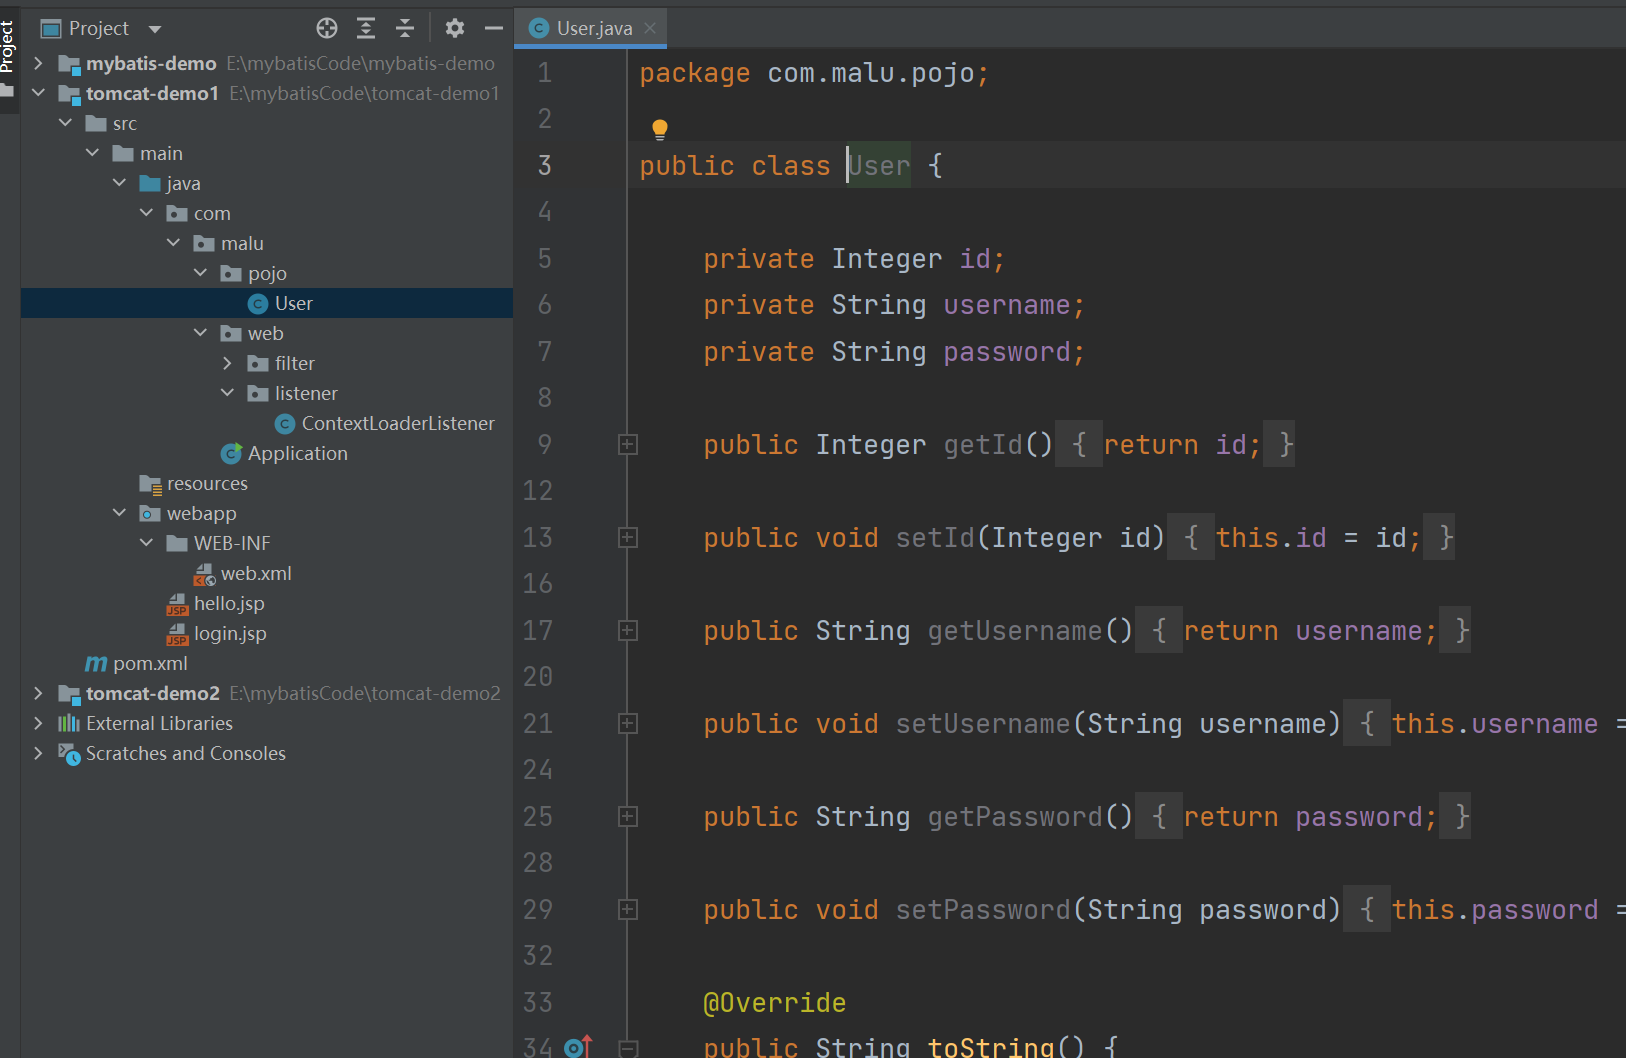 Project
Project
mybatis-demo E:\mybatisCode\mybatis-demo
tomcat-demo1 E:\mybatisCode\tomcat-demo1
src
main
java
com
malu
pojo
User
web
filter
listener
ContextLoaderListener
Application
resources
webapp
WEB-INF
web.xml
JSP hello.jsp
JSP login.jsp
m pom.xml
tomcat-demo2 E:\mybatisCode\tomcat-demo2
External Libraries
Scratches and Consoles
C User.java
1 package com.malu.pojo;
2
3 public class User {
4
5 private Integer id;
6 private String username;
7 private String password;
8
9 public Integer getId() { return id; }
12
13 public void setId(Integer id) { this.id = id; }
16
17 public String getUsername() { return username; }
20
21 public void setUsername(String username) { this.username =
24
25 public String getPassword() { return password; }
28
29 public void setPassword(String password) { this.password =
32
33 @Override
34 public String toString() {